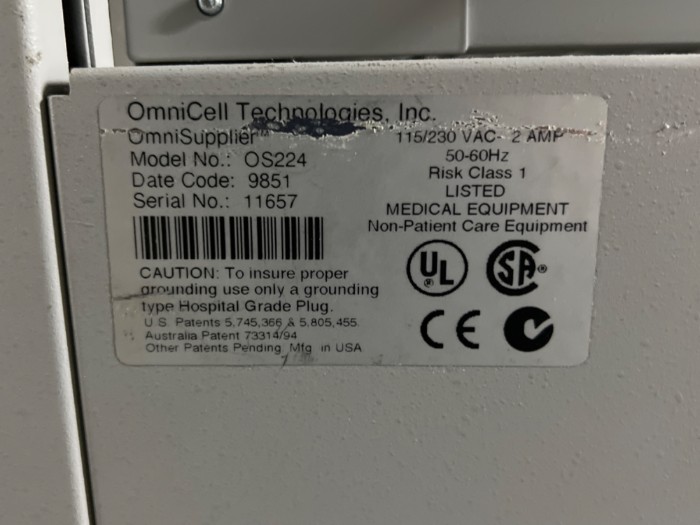 OmniCell Technologies, Inc.
OmniSupplier™
Model No.: OS224
Date Code: 9851
Serial No.: 11657
115/230 VAC- 2 AMP
50-60Hz
Risk Class 1
LISTED
MEDICAL EQUIPMENT
Non-Patient Care Equipment
UL
SA
CAUTION: To insure proper
grounding use only a grounding
type Hospital Grade Plug.
U.S. Patents 5,745,366 & 5,805,455
Australia Patent 73314/94
Other Patents Pending. Mfg. in USA
CE